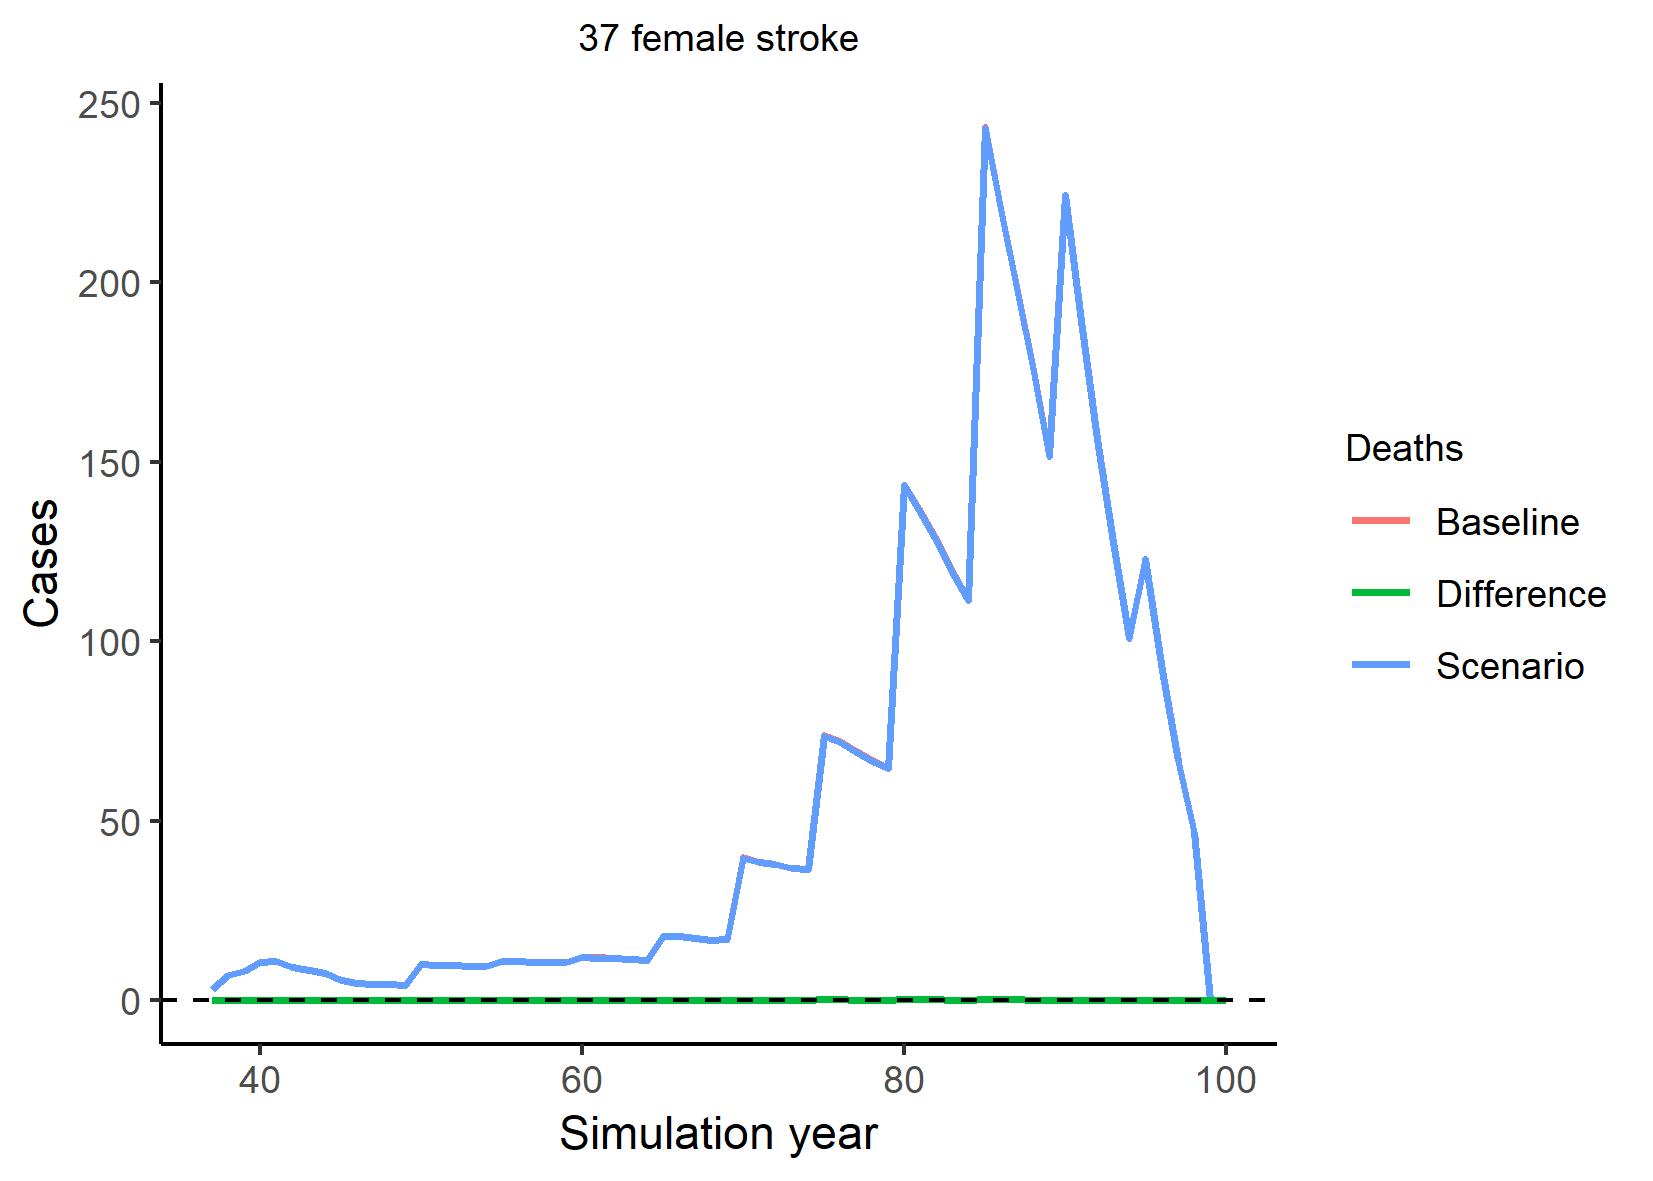 37 female stroke
250
200
150
100
50
0
Cases
40 60 80 100
Simulation year
Deaths
Baseline
Difference
Scenario